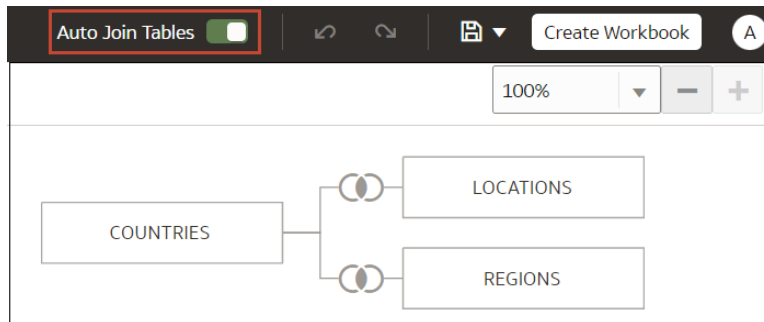 Auto Join Tables
Create Workbook
A
100%
LOCATIONS
COUNTRIES
REGIONS